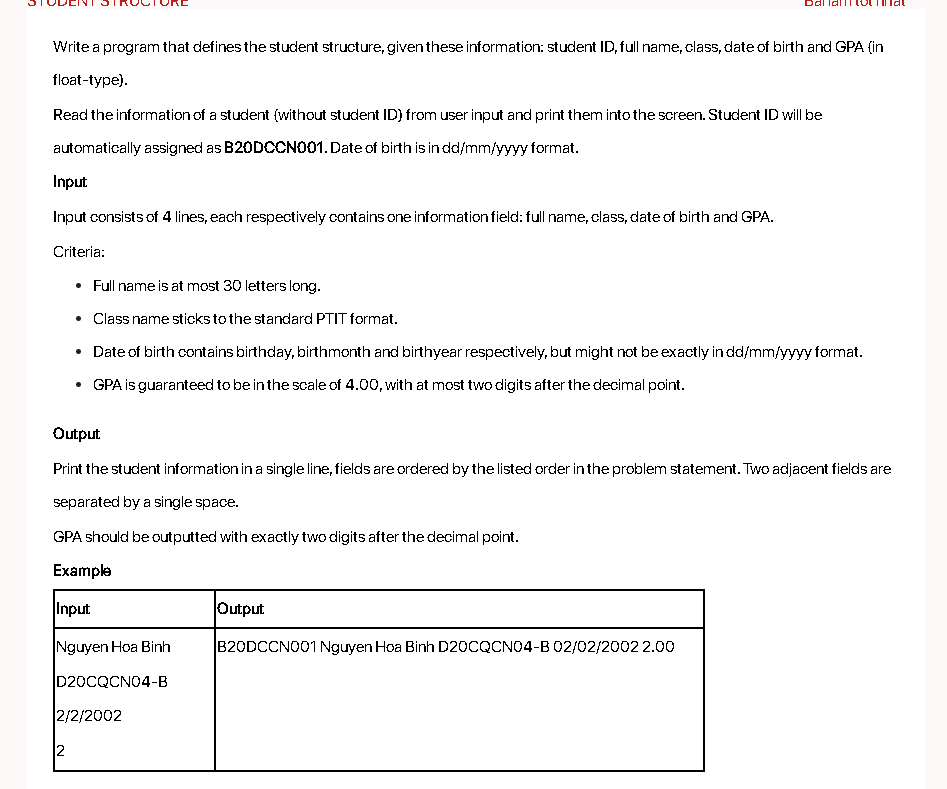 STUDENT STRUCTURE
Write a program that defines the student structure, given these information: student ID, full name, class, date of birth and GPA (in
float-type).
Read the information of a student (without student ID) from user input and print them into the screen. Student ID will be
automatically assigned as B20DCCN001. Date of birth is in dd/mm/yyyy format.
Input
Input consists of 4 lines, each respectively contains one information field: full name, class, date of birth and GPA.
Criteria:
• Full name is at most 30 letters long.
• Class name sticks to the standard PTIT format.
• Date of birth contains birthday, birthmonth and birthyear respectively, but might not be exactly in dd/mm/yyyy format.
• GPA is guaranteed to be in the scale of 4.00, with at most two digits after the decimal point.
Output
Print the student information in a single line, fields are ordered by the listed order in the problem statement. Two adjacent fields are
separated by a single space.
GPA should be outputted with exactly two digits after the decimal point.
Example
Input Output
Nguyen Hoa Binh B20DCCN001 Nguyen Hoa Binh D20CQCN04-B 02/02/2002 2.00
D20CQCN04-B
2/2/2002
2